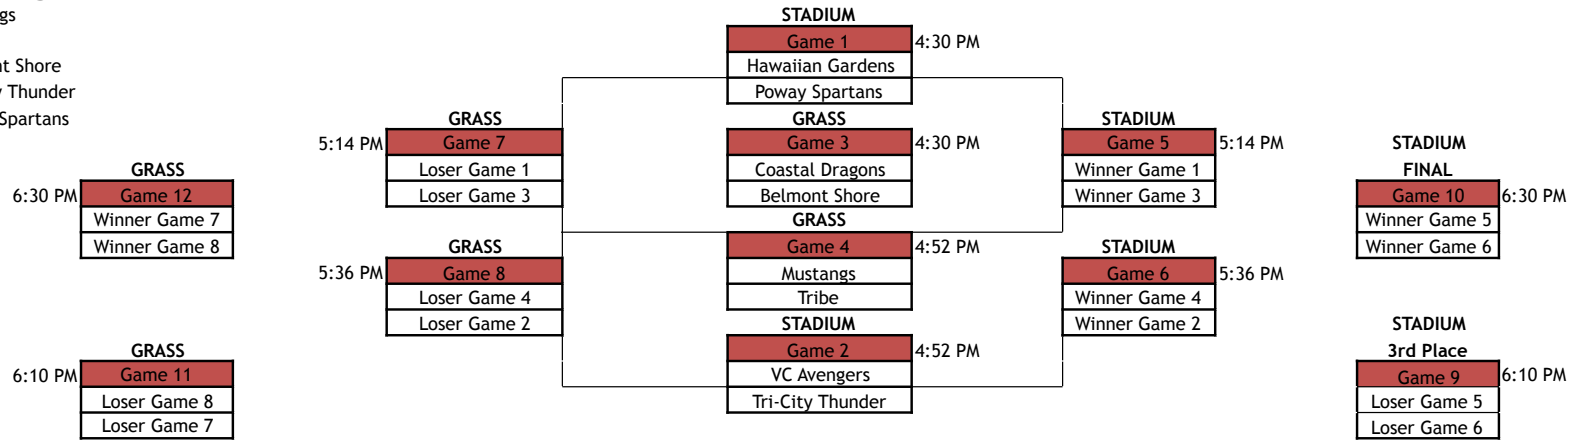 gs
t Shore
Thunder
Spartans
STADIUM
Game 1 4:30 PM
Hawaiian Gardens
Poway Spartans
GRASS
5:14 PM Game 7
Loser Game 1
Loser Game 3
GRASS
Game 3 4:30 PM
Coastal Dragons
Belmont Shore
STADIUM
Game 5 5:14 PM
Winner Game 1
Winner Game 3
GRASS
6:30 PM Game 12
Winner Game 7
Winner Game 8
STADIUM
FINAL
Game 10 6:30 PM
Winner Game 5
Winner Game 6
GRASS
5:36 PM Game 8
Loser Game 4
Loser Game 2
GRASS
Game 4 4:52 PM
Mustangs
Tribe
STADIUM
Game 6 5:36 PM
Winner Game 4
Winner Game 2
STADIUM
Game 2 4:52 PM
VC Avengers
Tri-City Thunder
GRASS
6:10 PM Game 11
Loser Game 8
Loser Game 7
STADIUM
3rd Place
Game 9 6:10 PM
Loser Game 5
Loser Game 6